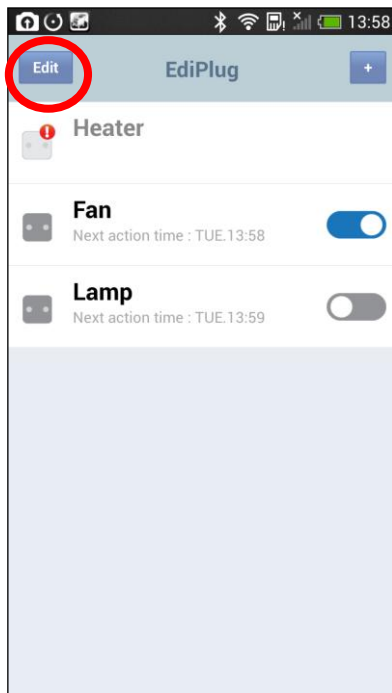 13:58
Edit EdiPlug +
Heater
Fan
Next action time : TUE.13:58
Lamp
Next action time : TUE.13:59